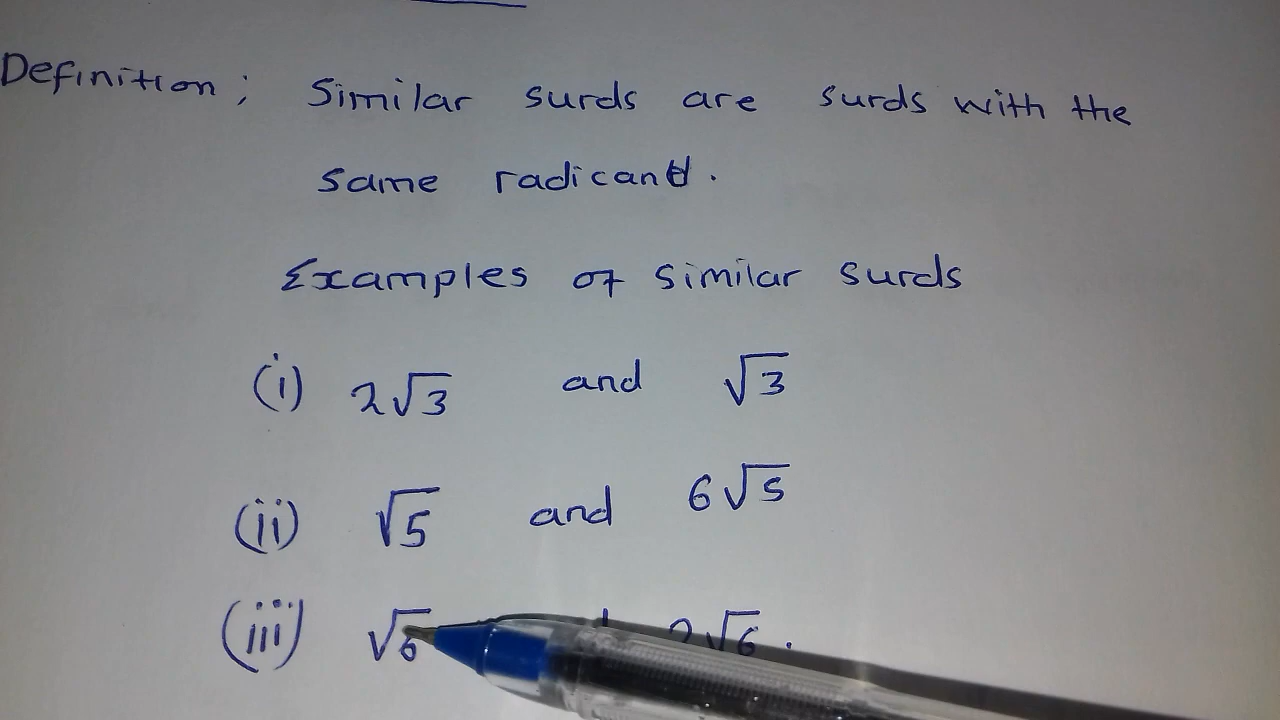 Definition; Similar surds are surds with the
same radicand.
Examples of similar surds
(i) 2√3 and √3
(ii) √5 and 6√5
(iii) √6 √6.